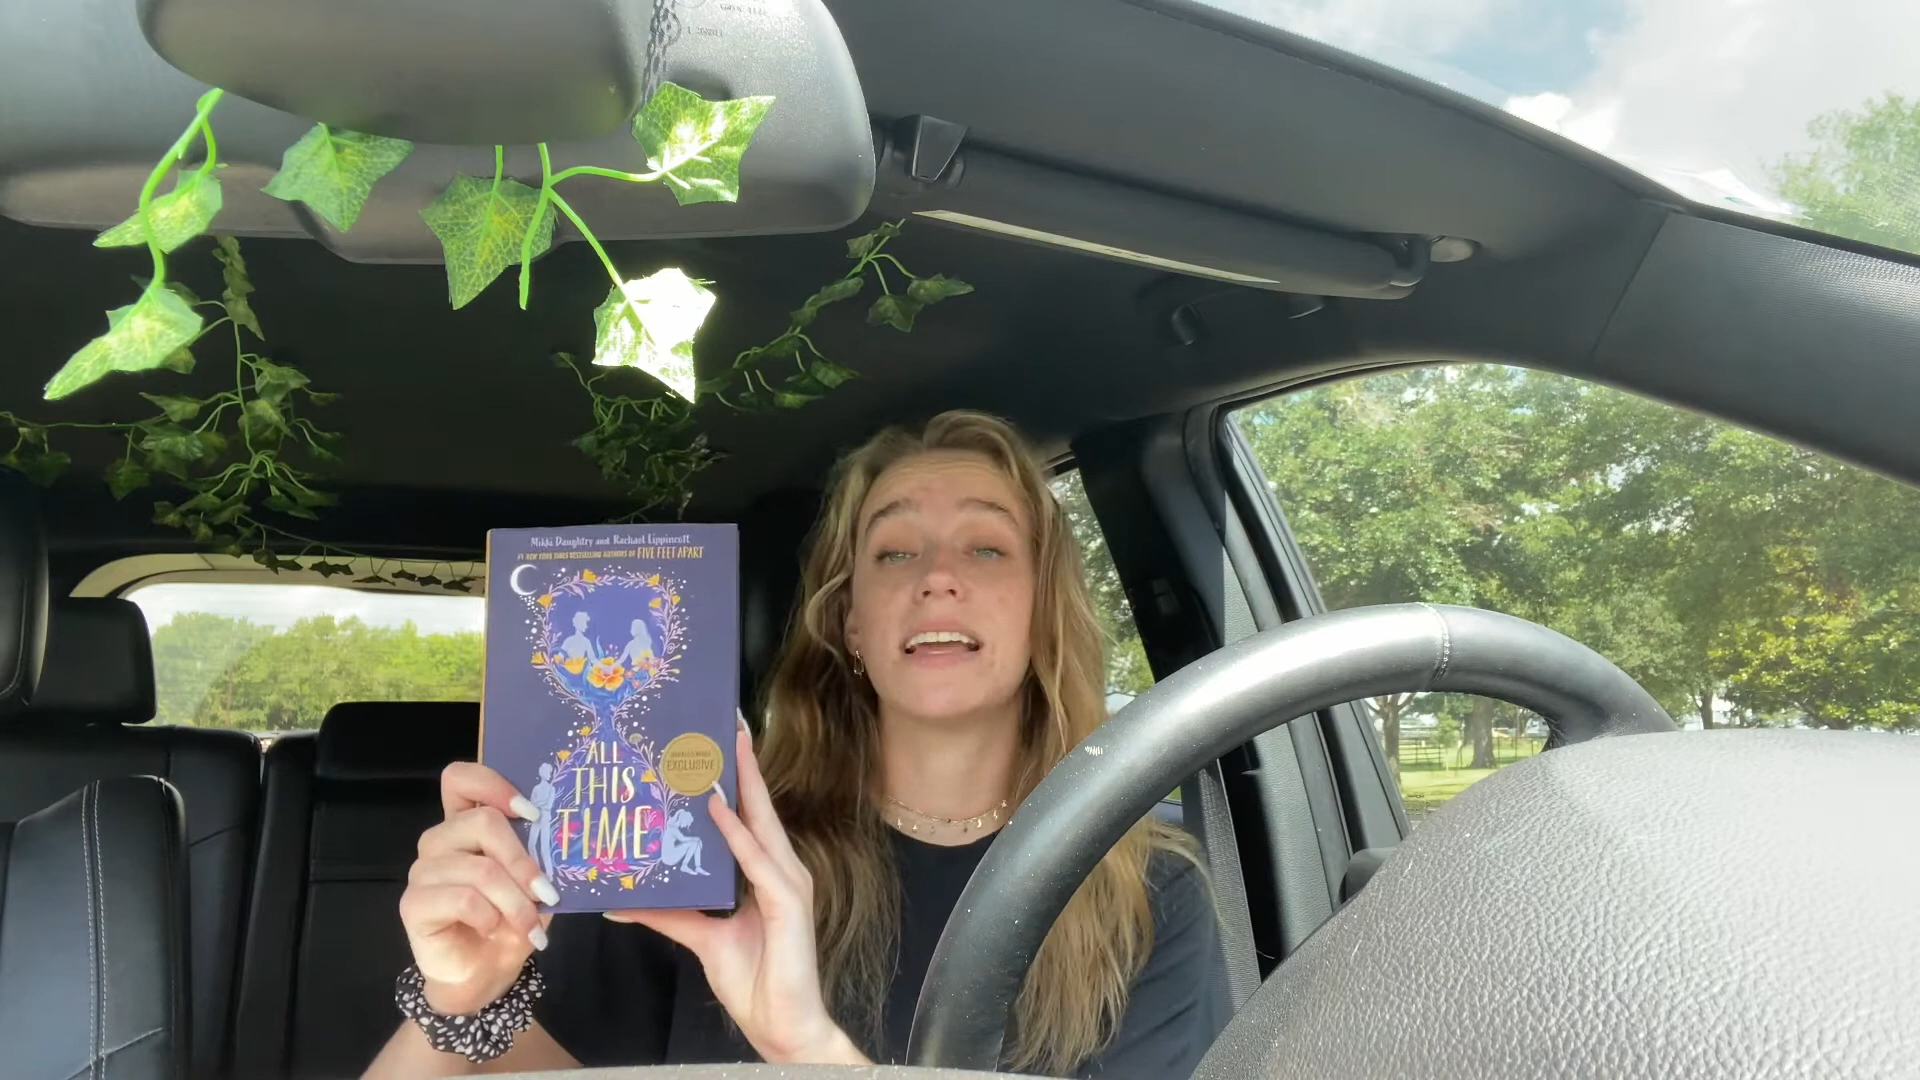 Mikki Daughtry and Rachael Lippincott
#1 NEW YORK TIMES BESTSELLING AUTHORS OF FIVE FEET APART
ALL
THIS
TIME
EXCLUSIVE